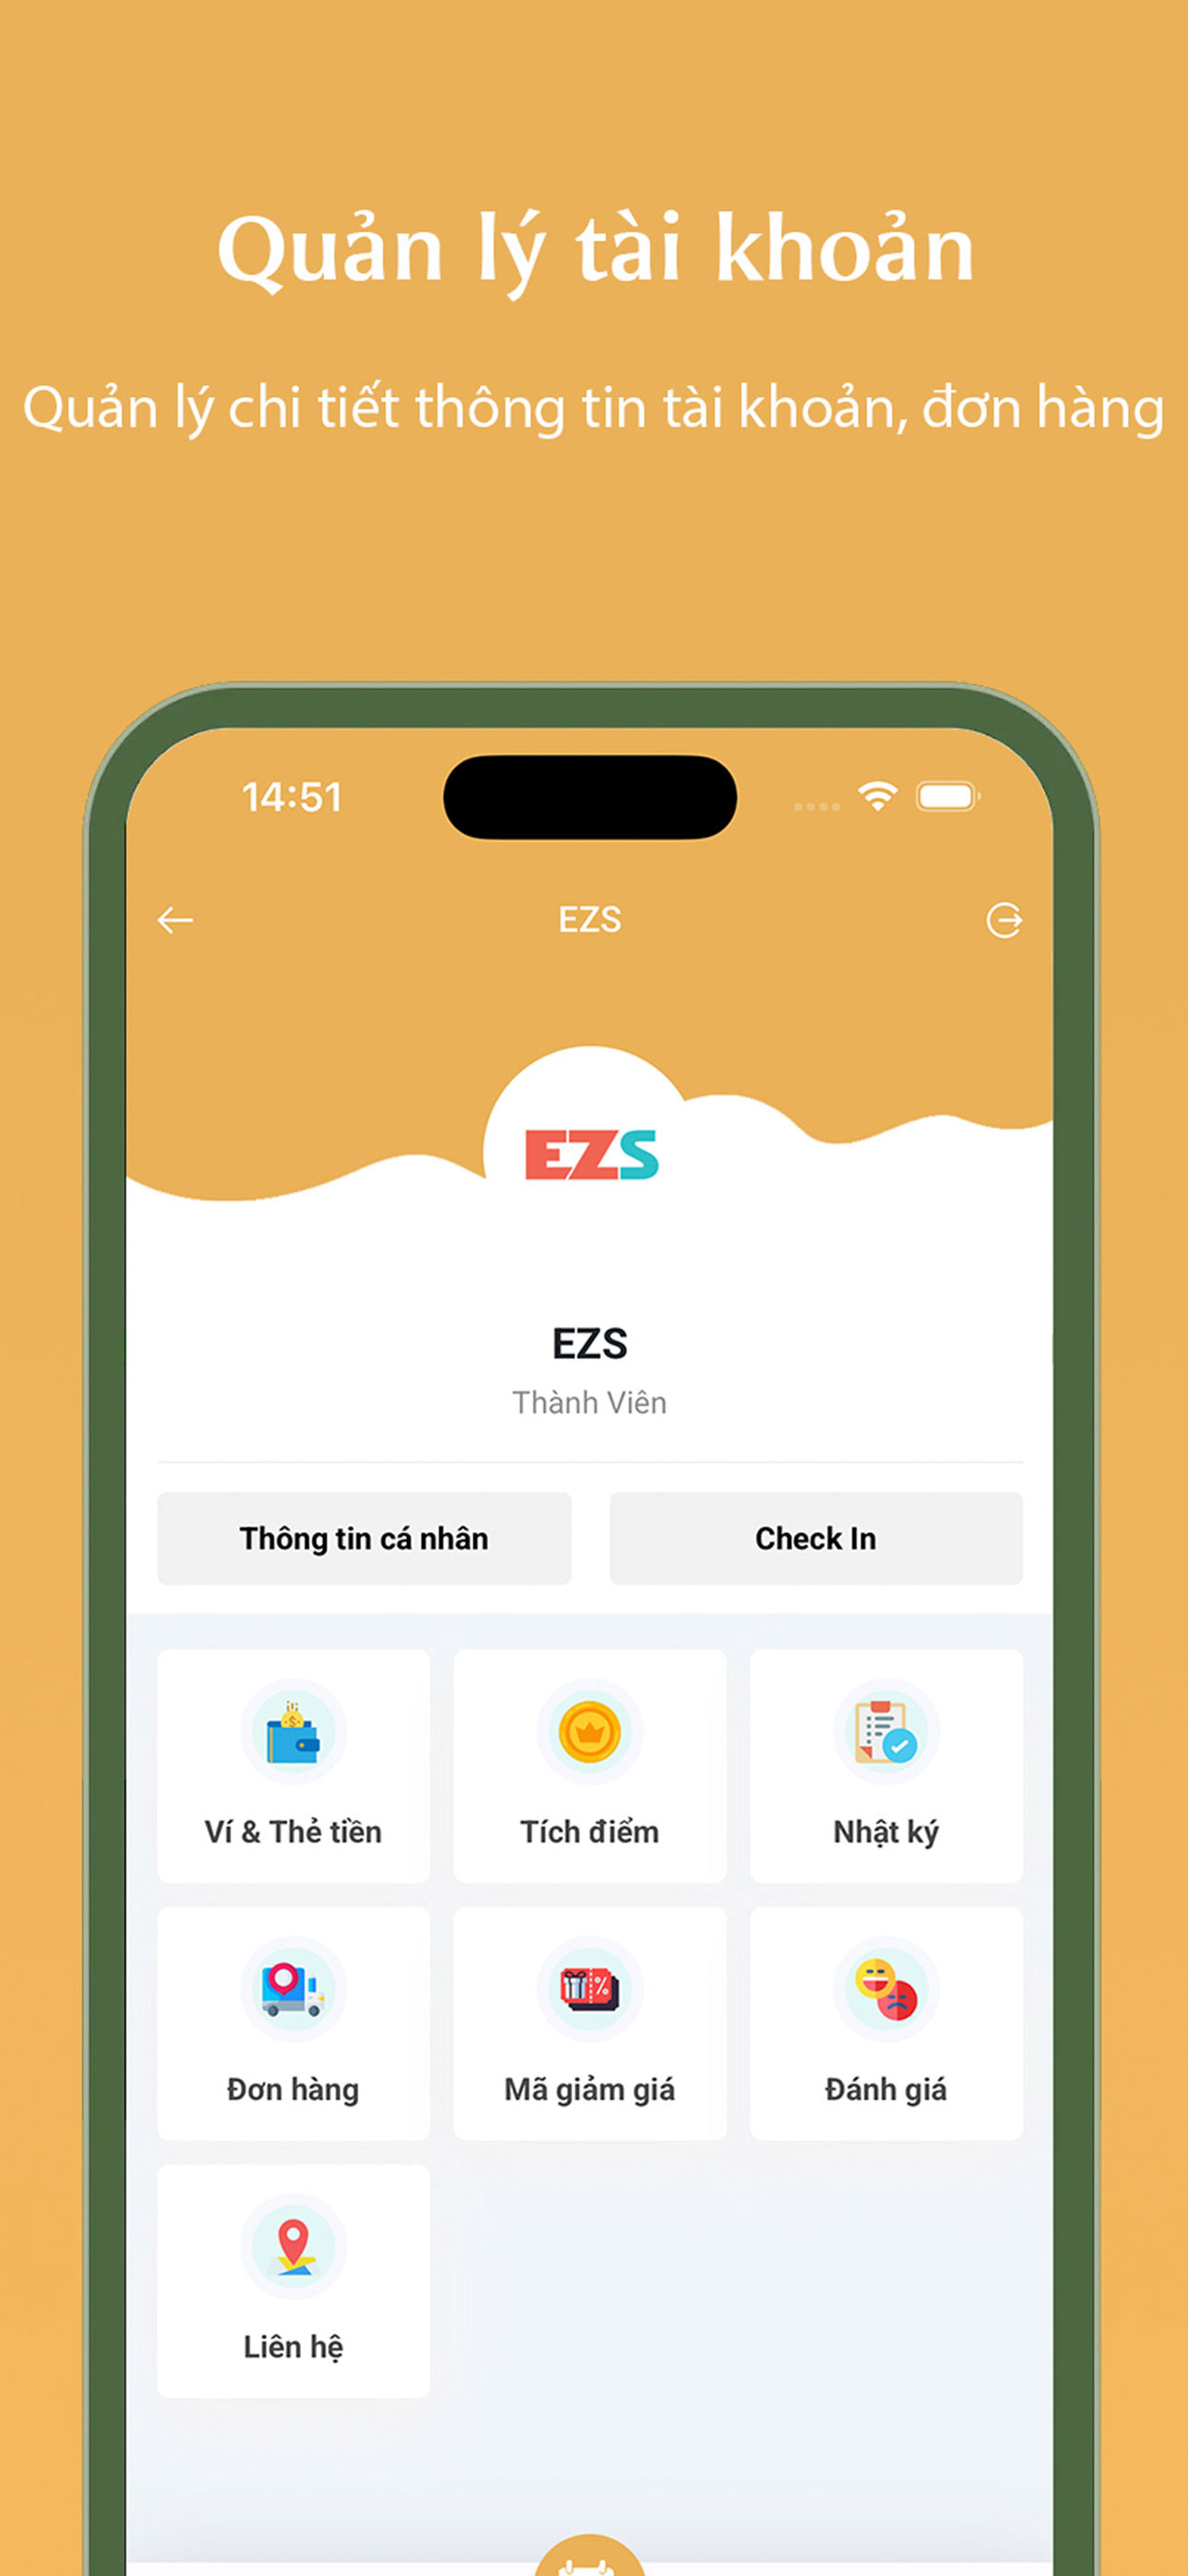 Quản lý tài khoản
Quản lý chi tiết thông tin tài khoản, đơn hàng
14:51
EZS
EZS
EZS
Thành Viên
Thông tin cá nhân
Check In
Ví & Thẻ tiền
Tích điểm
Nhật ký
Đơn hàng
Mã giảm giá
Đánh giá
Liên hệ